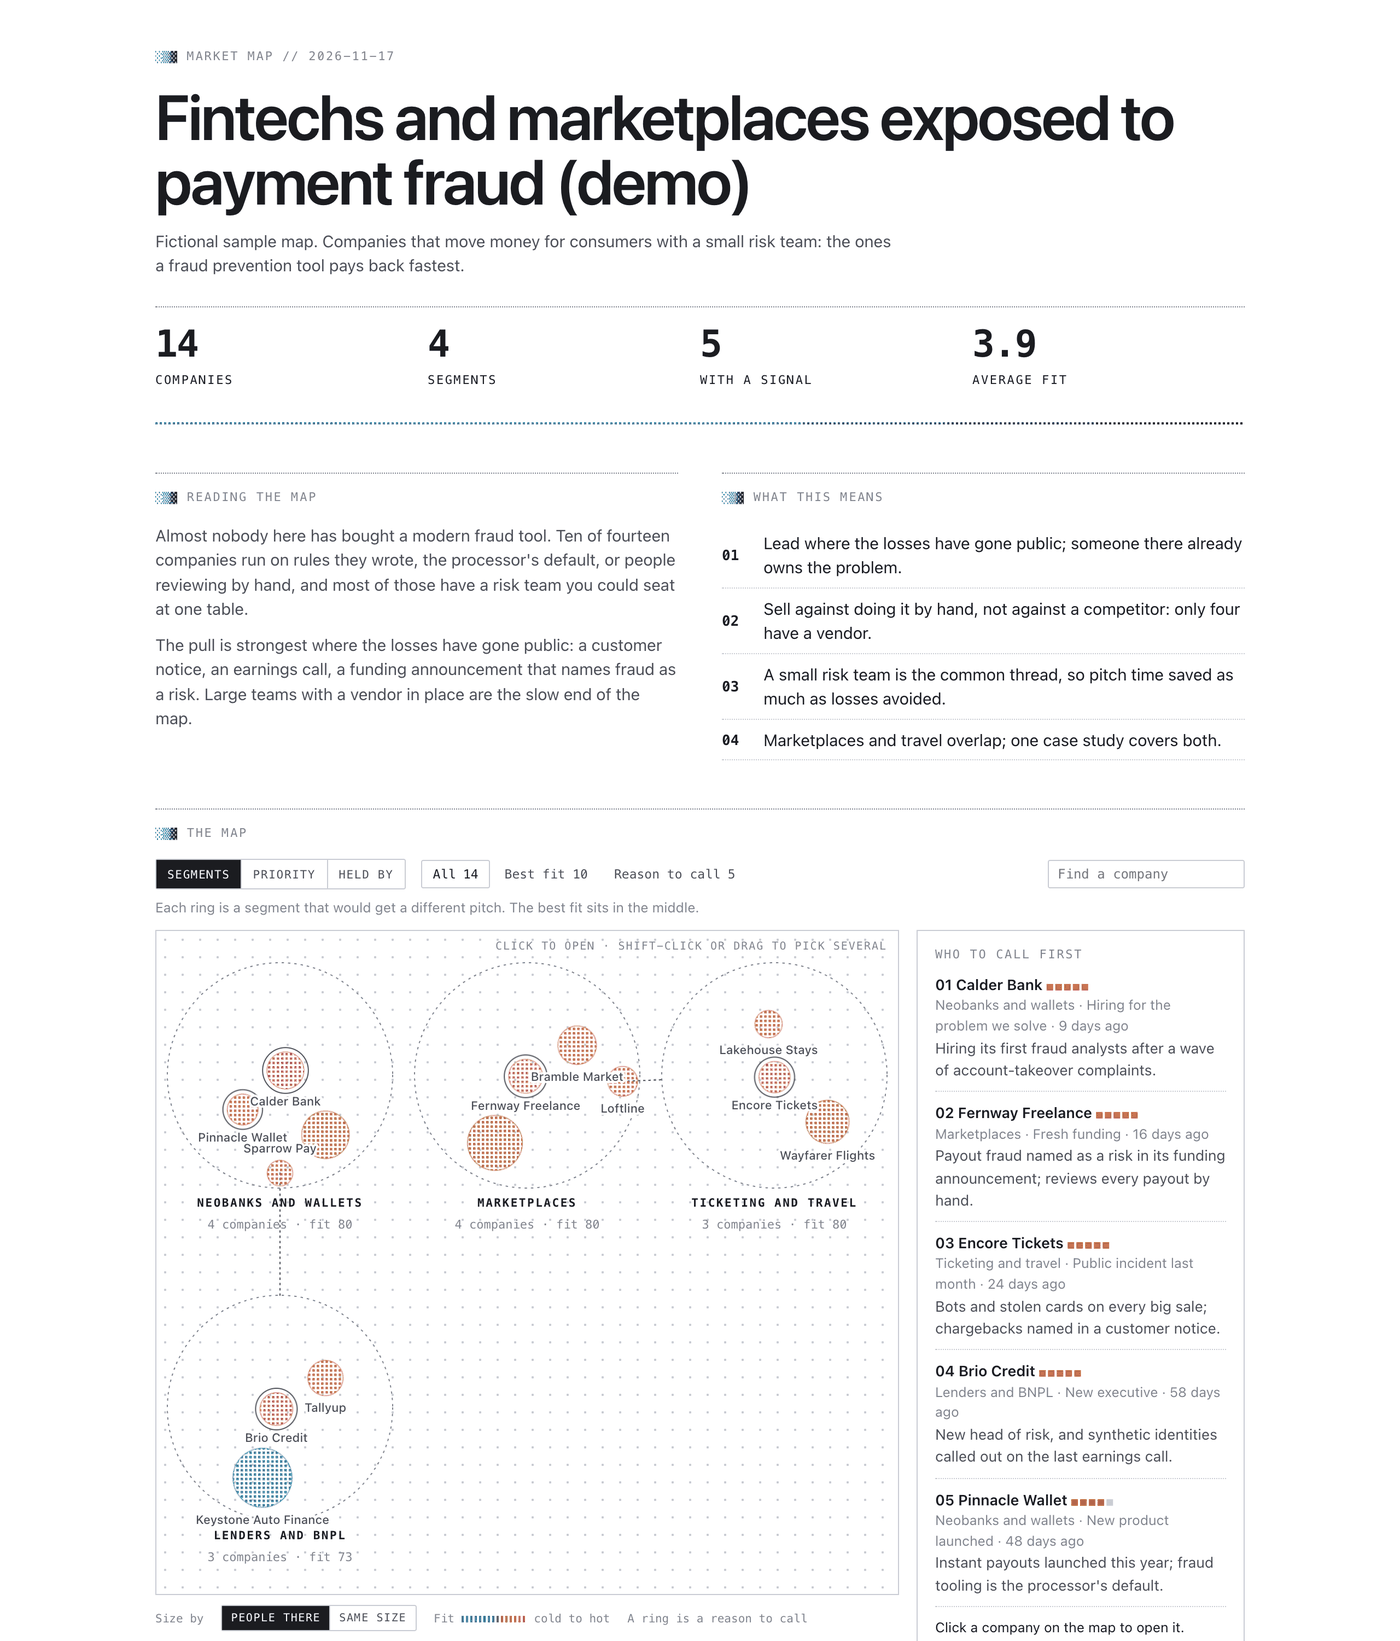 MARKET MAP // 2026-11-17
Fintechs and marketplaces exposed to
payment fraud (demo)
Fictional sample map. Companies that move money for consumers with a small risk team: the ones
a fraud prevention tool pays back fastest.
14
COMPANIES
4
SEGMENTS
5
WITH A SIGNAL
3.9
AVERAGE FIT
READING THE MAP
Almost nobody here has bought a modern fraud tool. Ten of fourteen
companies run on rules they wrote, the processor's default, or people
reviewing by hand, and most of those have a risk team you could seat
at one table.
The pull is strongest where the losses have gone public: a customer
notice, an earnings call, a funding announcement that names fraud as
a risk. Large teams with a vendor in place are the slow end of the
map.
WHAT THIS MEANS
01 Lead where the losses have gone public; someone there already
owns the problem.
02 Sell against doing it by hand, not against a competitor: only four
have a vendor.
03 A small risk team is the common thread, so pitch time saved as
much as losses avoided.
04 Marketplaces and travel overlap; one case study covers both.
THE MAP
SEGMENTS PRIORITY HELD BY All 14 Best fit 10 Reason to call 5 Find a company
Each ring is a segment that would get a different pitch. The best fit sits in the middle.
CLICK TO OPEN · SHIFT-CLICK OR DRAG TO PICK SEVERAL
Calder Bank
Pinnacle Wallet
Sparrow Pay
NEOBANKS AND WALLETS
4 companies · fit 80
Bramble Market
Fernway Freelance
Loftline
MARKETPLACES
4 companies · fit 80
Lakehouse Stays
Encore Tickets
Wayfarer Flights
TICKETING AND TRAVEL
3 companies · fit 80
Tallyup
Brio Credit
Keystone Auto Finance
LENDERS AND BNPL
3 companies · fit 73
Size by PEOPLE THERE SAME SIZE Fit cold to hot A ring is a reason to call
WHO TO CALL FIRST
01 Calder Bank
Neobanks and wallets · Hiring for the
problem we solve · 9 days ago
Hiring its first fraud analysts after a wave
of account-takeover complaints.
02 Fernway Freelance
Marketplaces · Fresh funding · 16 days ago
Payout fraud named as a risk in its funding
announcement; reviews every payout by
hand.
03 Encore Tickets
Ticketing and travel · Public incident last
month · 24 days ago
Bots and stolen cards on every big sale;
chargebacks named in a customer notice.
04 Brio Credit
Lenders and BNPL · New executive · 58 days
ago
New head of risk, and synthetic identities
called out on the last earnings call.
05 Pinnacle Wallet
Neobanks and wallets · New product
launched · 48 days ago
Instant payouts launched this year; fraud
tooling is the processor's default.
Click a company on the map to open it.